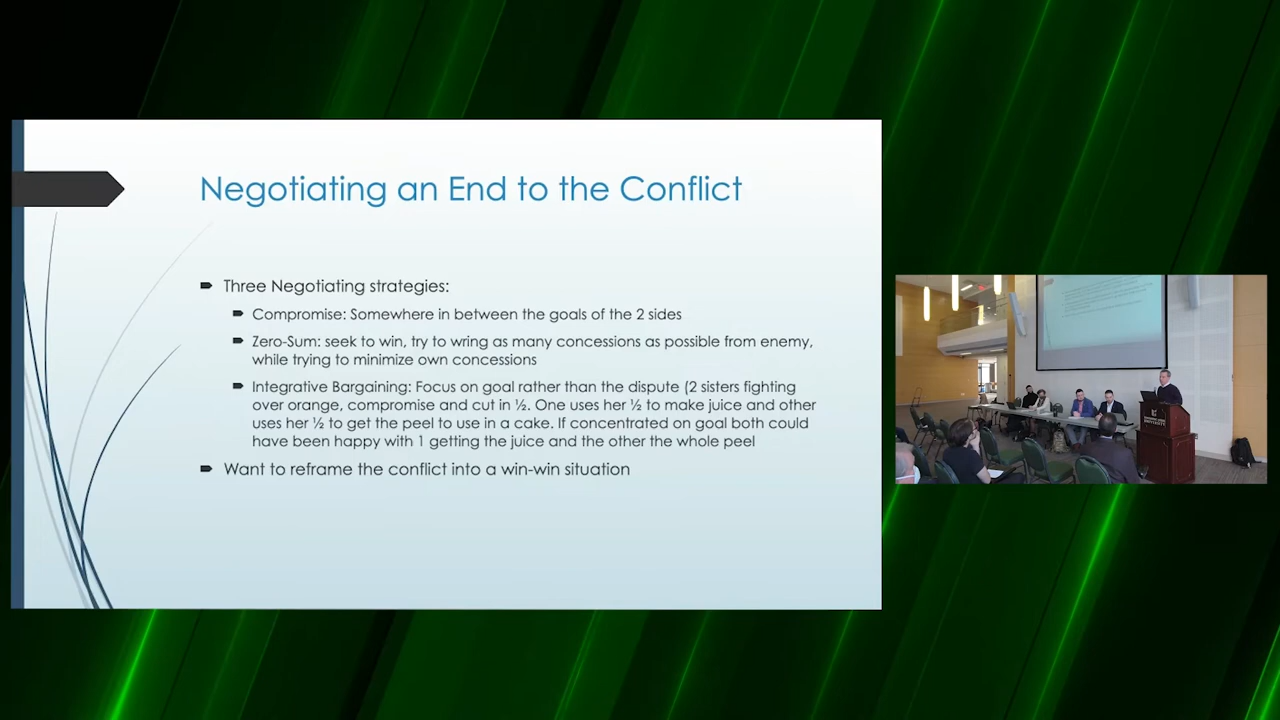 Negotiating an End to the Conflict
Three Negotiating strategies:
Compromise: Somewhere in between the goals of the 2 sides
Zero-Sum: seek to win, try to wring as many concessions as possible from enemy,
while trying to minimize own concessions
Integrative Bargaining: Focus on goal rather than the dispute (2 sisters fighting
over orange, compromise and cut in ½. One uses her ½ to make juice and other
uses her ½ to get the peel to use in a cake. If concentrated on goal both could
have been happy with 1 getting the juice and the other the whole peel
Want to reframe the conflict into a win-win situation
UNIVERSITY